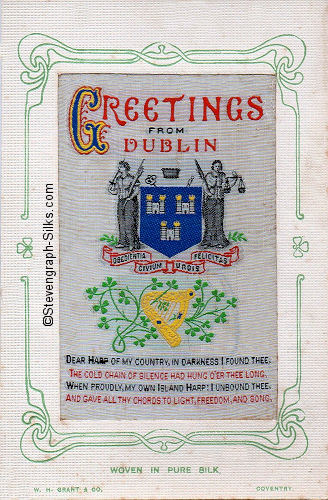 GREETINGS
FROM
DUBLIN
OBEDIENTIA CIVIUM URBIS FELICITAS
DEAR HARP OF MY COUNTRY, IN DARKNESS I FOUND THEE,
THE COLD CHAIN OF SILENCE HAD HUNG O'ER THEE LONG.
WHEN PROUDLY, MY OWN ISLAND HARP! I UNBOUND THEE,
AND GAVE ALL THY CHORDS TO LIGHT, FREEDOM, AND SONG.
WOVEN IN PURE SILK.
W. H. GRANT & CO. COVENTRY.
©Stevengraph-Silks.com